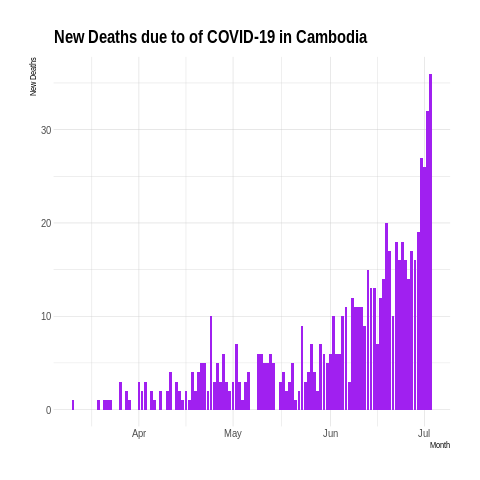 New Deaths due to of COVID-19 in Cambodia
New Deaths
30
20
10
0
Apr May Jun Jul
Month